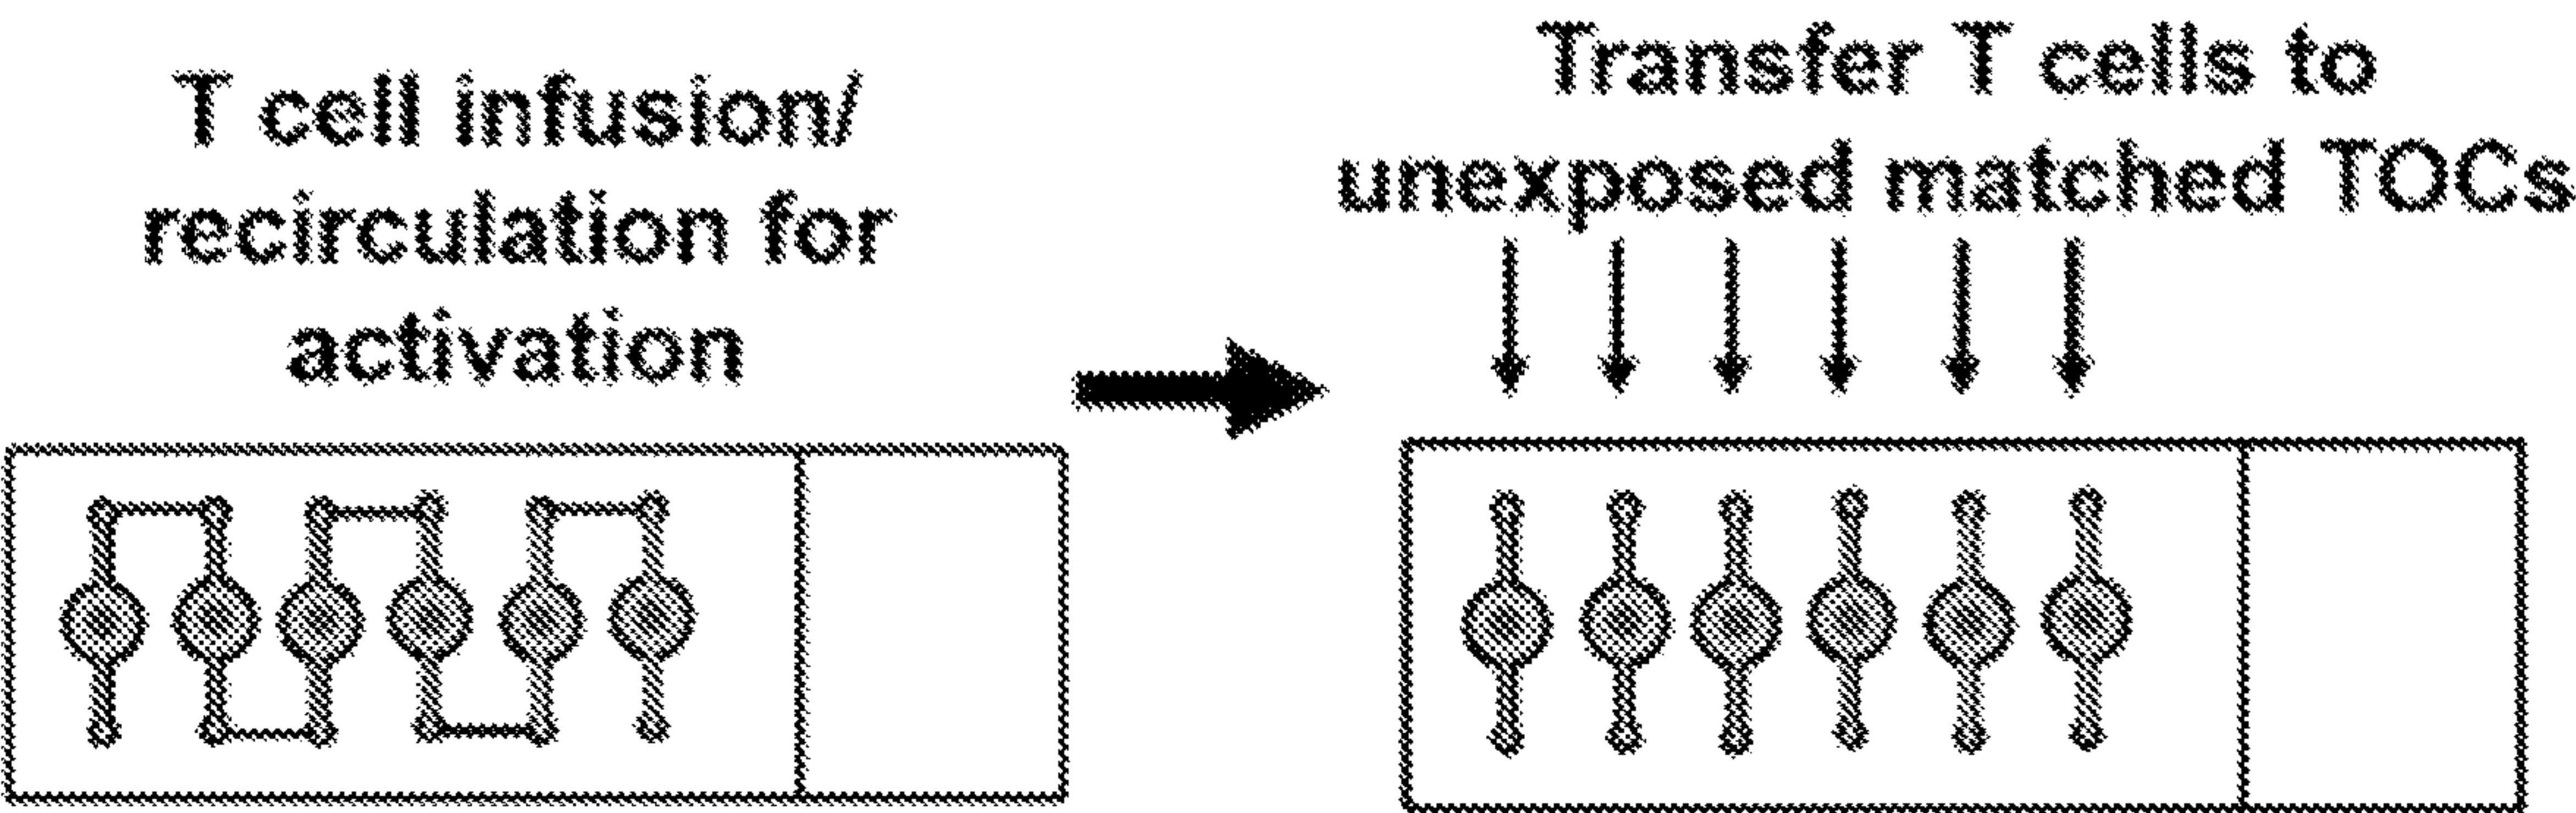 T cell infusion/
recirculation for
activation
Transfer T cells to
unexposed matched TOCs